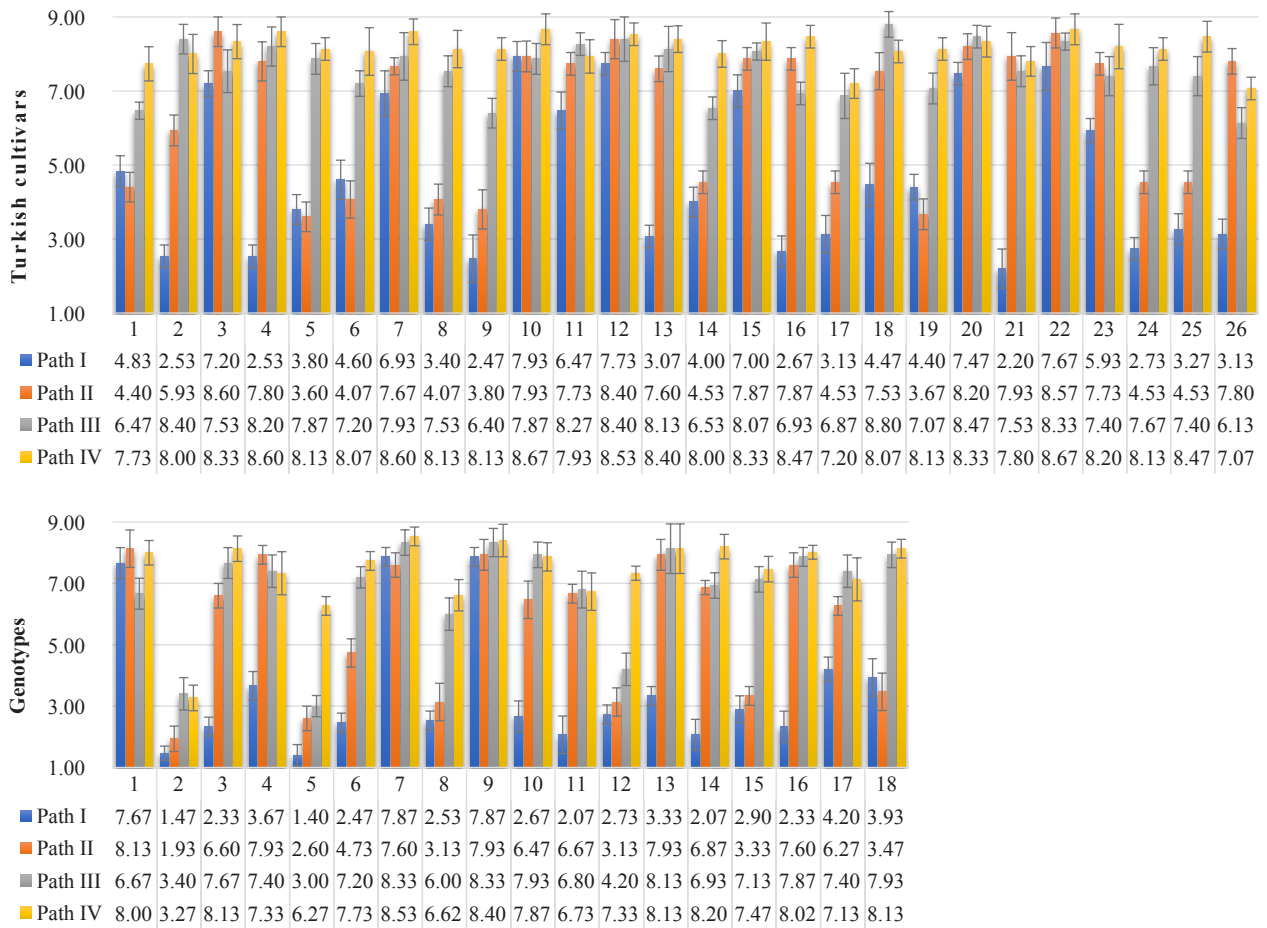 9.00
7.00
5.00
3.00
1.00
Turkish cultivars
1 2 3 4 5 6 7 8 9 10 11 12 13 14 15 16 17 18 19 20 21 22 23 24 25 26
Path I 4.83 2.53 7.20 2.53 3.80 4.60 6.93 3.40 2.47 7.93 6.47 7.73 3.07 4.00 7.00 2.67 3.13 4.47 4.40 7.47 2.20 7.67 5.93 2.73 3.27 3.13
Path II 4.40 5.93 8.60 7.80 3.60 4.07 7.67 4.07 3.80 7.93 7.73 8.40 7.60 4.53 7.87 7.87 4.53 7.53 3.67 8.20 7.93 8.57 7.73 4.53 4.53 7.80
Path III 6.47 8.40 7.53 8.20 7.87 7.20 7.93 7.53 6.40 7.87 8.27 8.40 8.13 6.53 8.07 6.93 6.87 8.80 7.07 8.47 7.53 8.33 7.40 7.67 7.40 6.13
Path IV 7.73 8.00 8.33 8.60 8.13 8.07 8.60 8.13 8.13 8.67 7.93 8.53 8.40 8.00 8.33 8.47 7.20 8.07 8.13 8.33 7.80 8.67 8.20 8.13 8.47 7.07
9.00
7.00
5.00
3.00
1.00
Genotypes
1 2 3 4 5 6 7 8 9 10 11 12 13 14 15 16 17 18
Path I 7.67 1.47 2.33 3.67 1.40 2.47 7.87 2.53 7.87 2.67 2.07 2.73 3.33 2.07 2.90 2.33 4.20 3.93
Path II 8.13 1.93 6.60 7.93 2.60 4.73 7.60 3.13 7.93 6.47 6.67 3.13 7.93 6.87 3.33 7.60 6.27 3.47
Path III 6.67 3.40 7.67 7.40 3.00 7.20 8.33 6.00 8.33 7.93 6.80 4.20 8.13 6.93 7.13 7.87 7.40 7.93
Path IV 8.00 3.27 8.13 7.33 6.27 7.73 8.53 6.62 8.40 7.87 6.73 7.33 8.13 8.20 7.47 8.02 7.13 8.13